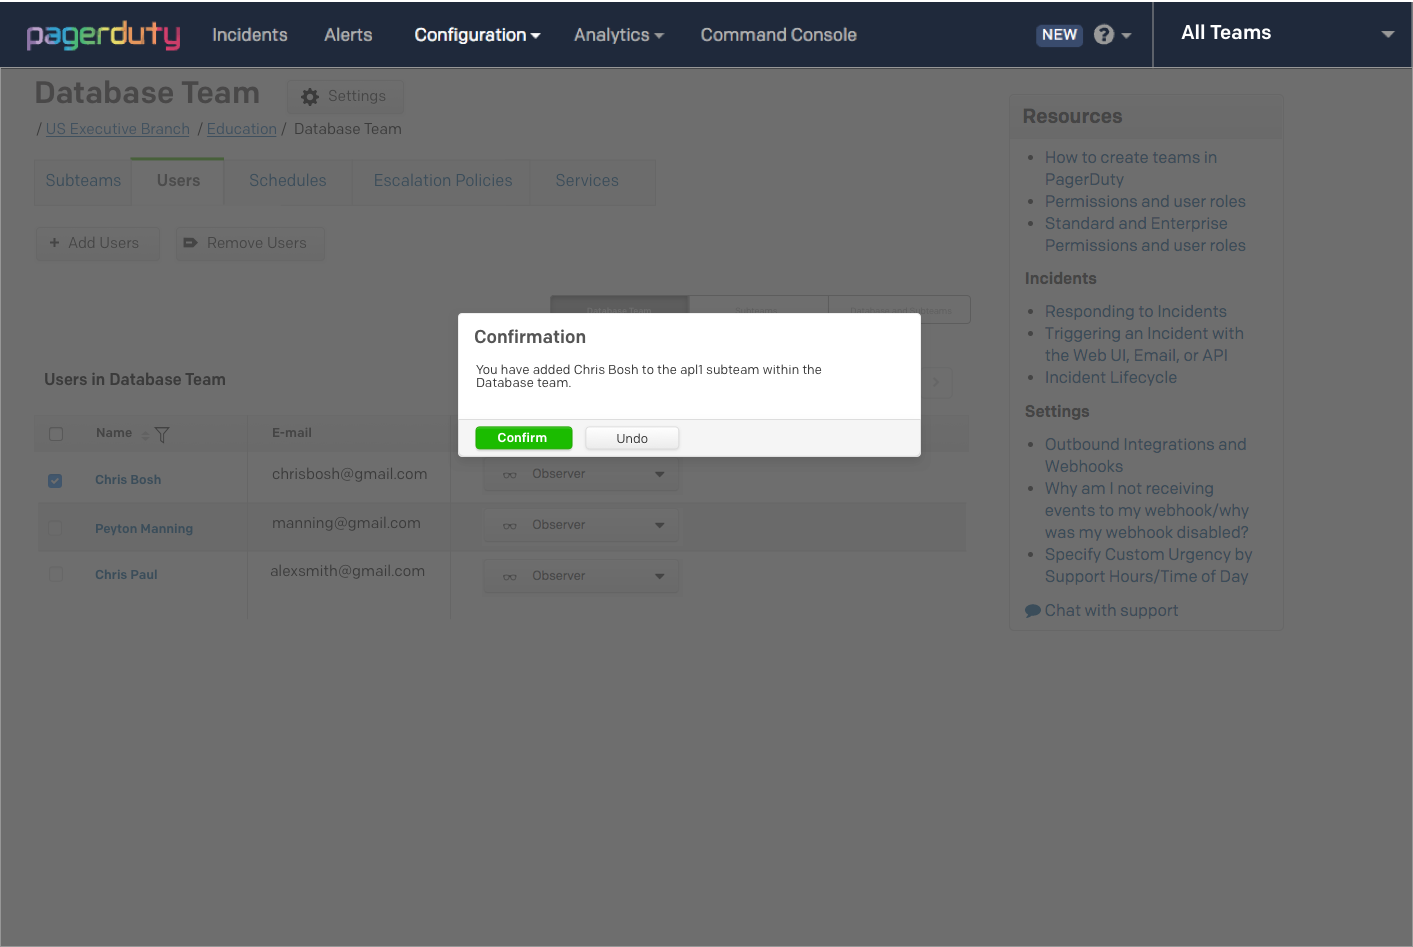 pagerduty Incidents Alerts Configuration Analytics Command Console NEW ? All Teams
Database Team Settings
/ US Executive Branch / Education / Database Team
Subteams Users Schedules Escalation Policies Services
+ Add Users Remove Users
Database Team Subteams
Confirmation
You have added Chris Bosh to the apl1 subteam within the
Database team.
Confirm Undo
Users in Database Team
Name E-mail
Chris Bosh chrisbosh@gmail.com Observer
Peyton Manning manning@gmail.com Observer
Chris Paul alexsmith@gmail.com Observer
Resources
• How to create teams in
PagerDuty
• Permissions and user roles
• Standard and Enterprise
Permissions and user roles
Incidents
• Responding to Incidents
• Triggering an Incident with
the Web UI, Email, or API
• Incident Lifecycle
Settings
• Outbound Integrations and
Webhooks
• Why am I not receiving
events to my webhook/why
was my webhook disabled?
• Specify Custom Urgency by
Support Hours/Time of Day
Chat with support